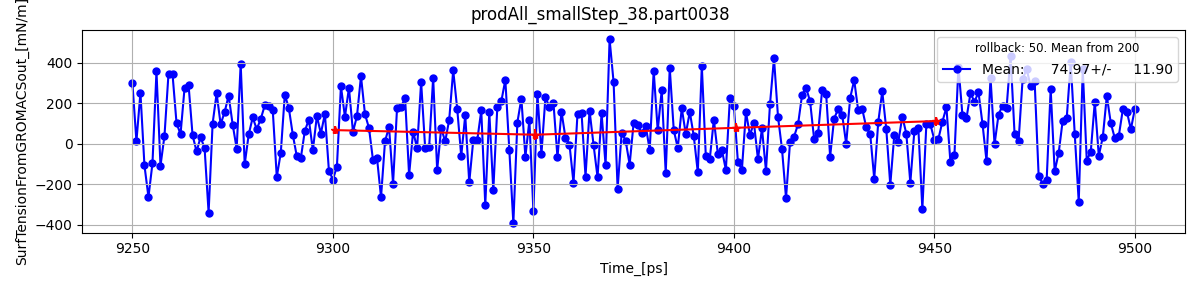 prodAll_smallStep_38.part0038
SurfTensionFromGROMACSout_[mN/m]
400
200
0
−200
−400
rollback: 50. Mean from 200
Mean: 74.97+/- 11.90
9250 9300 9350 9400 9450 9500
Time_[ps]